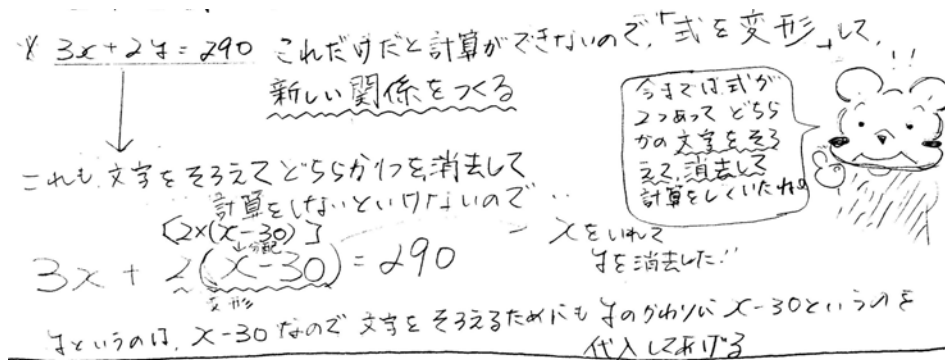 ※ 3x+2y=290 これだけだと計算ができないので、「式を変形」して、
新しい関係をつくる
今までは式が
2つあって どちら
かの文字をそろ
えて、消去して
計算をしていたね。
これも、文字をそろえてどちらか1つを消去して
計算をしないといけないので…
[2×(x-30)]
分配
3x + 2(x-30) = 290
変形
xをいれて
yを消去した!!
yというのは、x-30なので 文字をそろえるためにも yのかわりに x-30というのを
代入してあげる